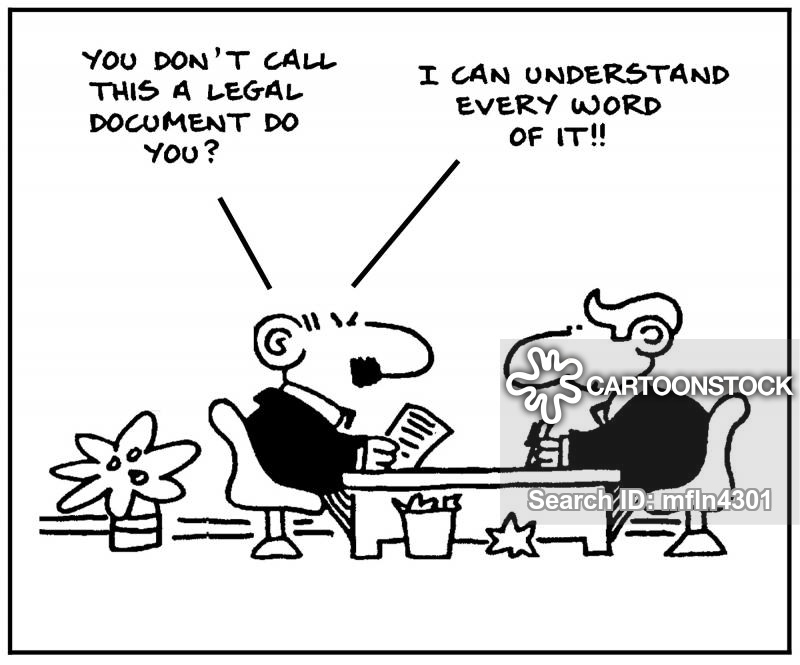 YOU DON'T CALL
THIS A LEGAL
DOCUMENT DO
YOU?
I CAN UNDERSTAND
EVERY WORD
OF IT!!
CARTOONSTOCK
Search ID: mfln4301